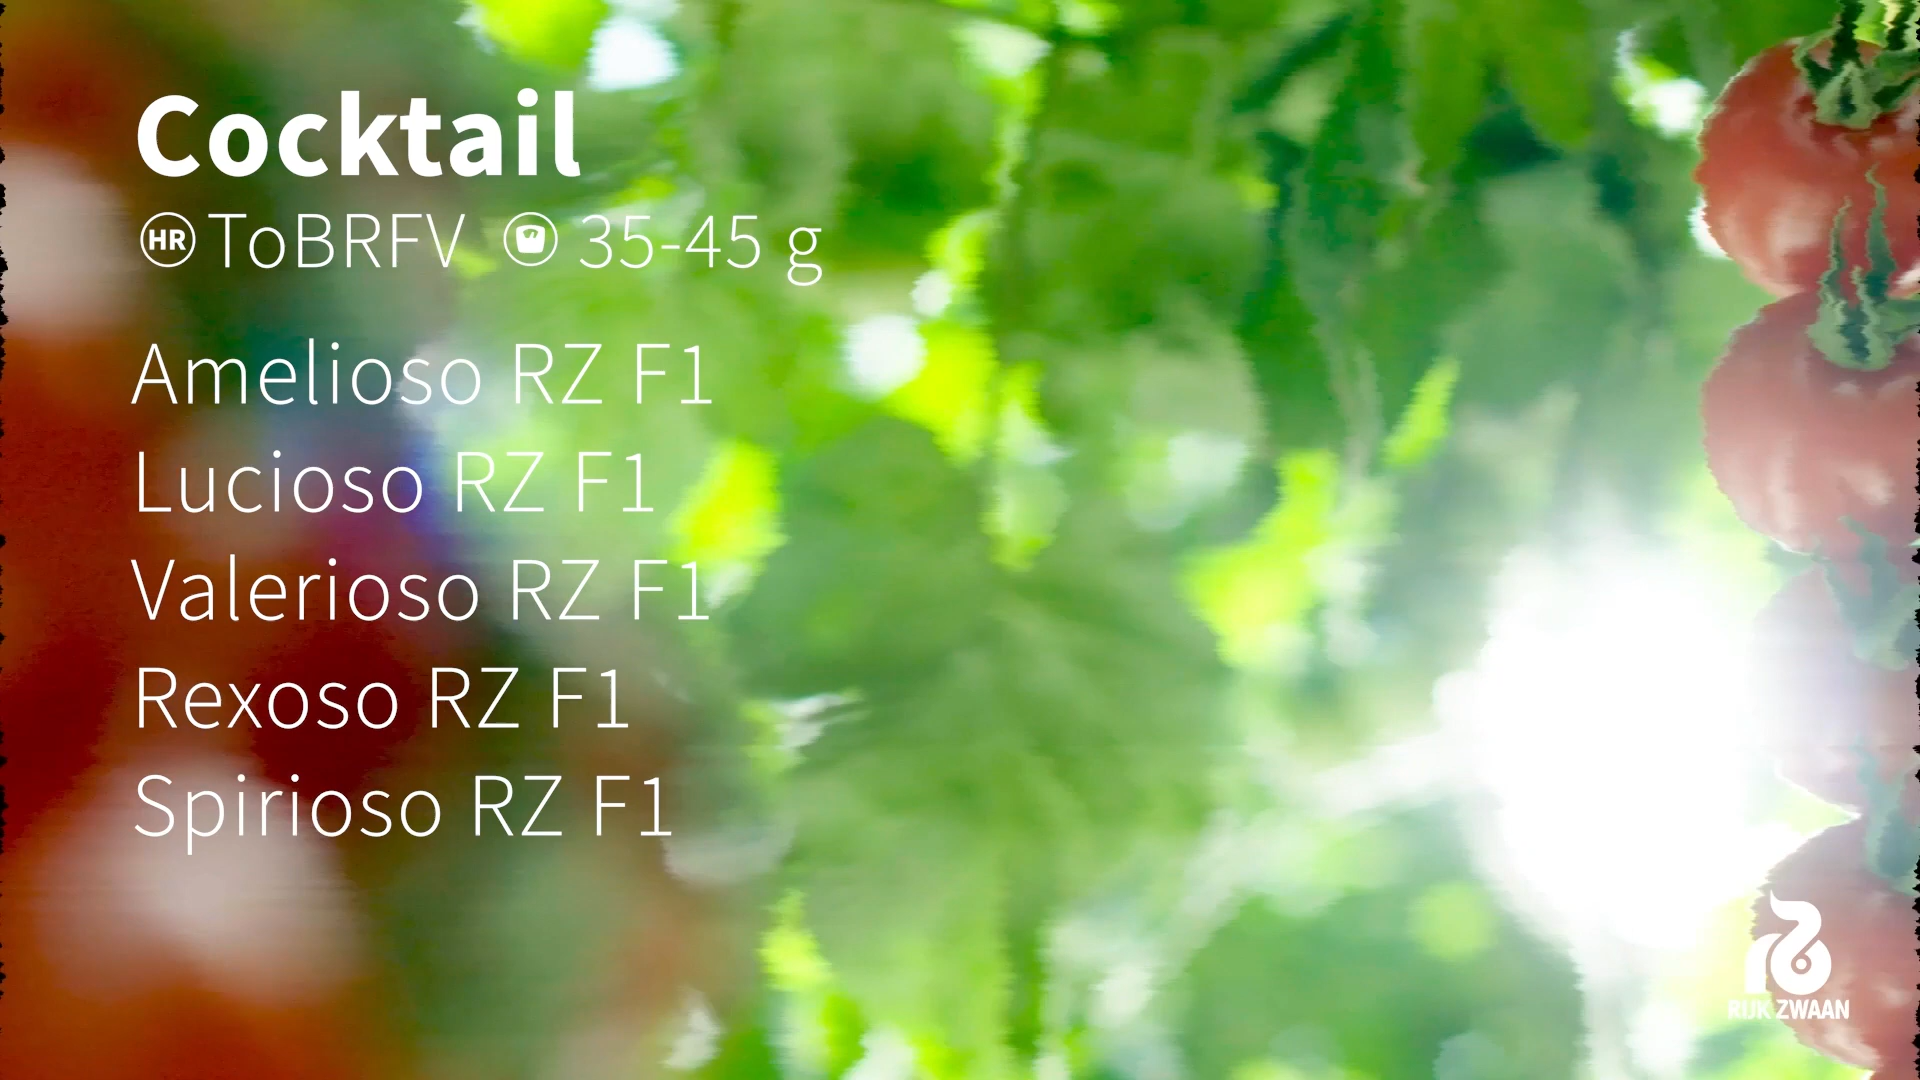 Cocktail
HR ToBRFV 35-45 g
Amelioso RZ F1
Lucioso RZ F1
Valerioso RZ F1
Rexoso RZ F1
Spirioso RZ F1
RIJK ZWAAN